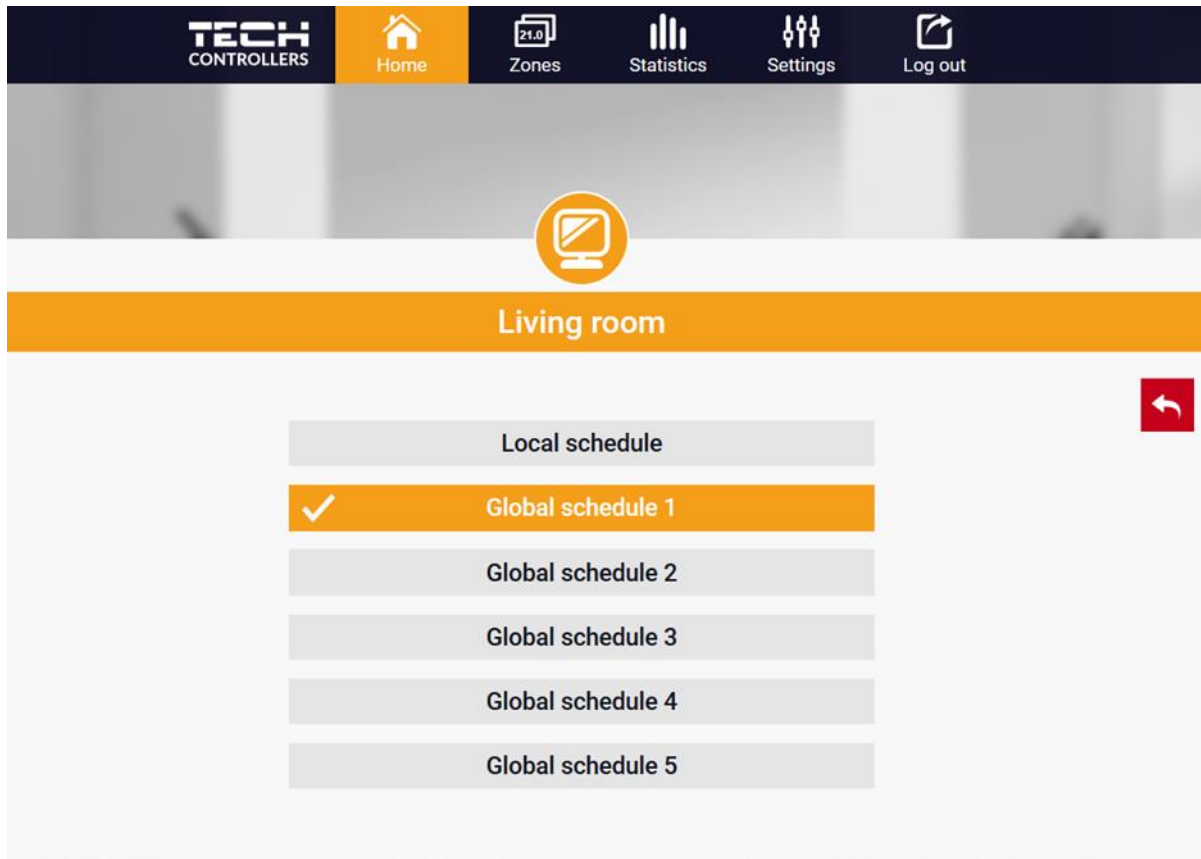 TECH
CONTROLLERS
Home
21.0
Zones
Statistics
Settings
Log out
Living room
Local schedule
Global schedule 1
Global schedule 2
Global schedule 3
Global schedule 4
Global schedule 5